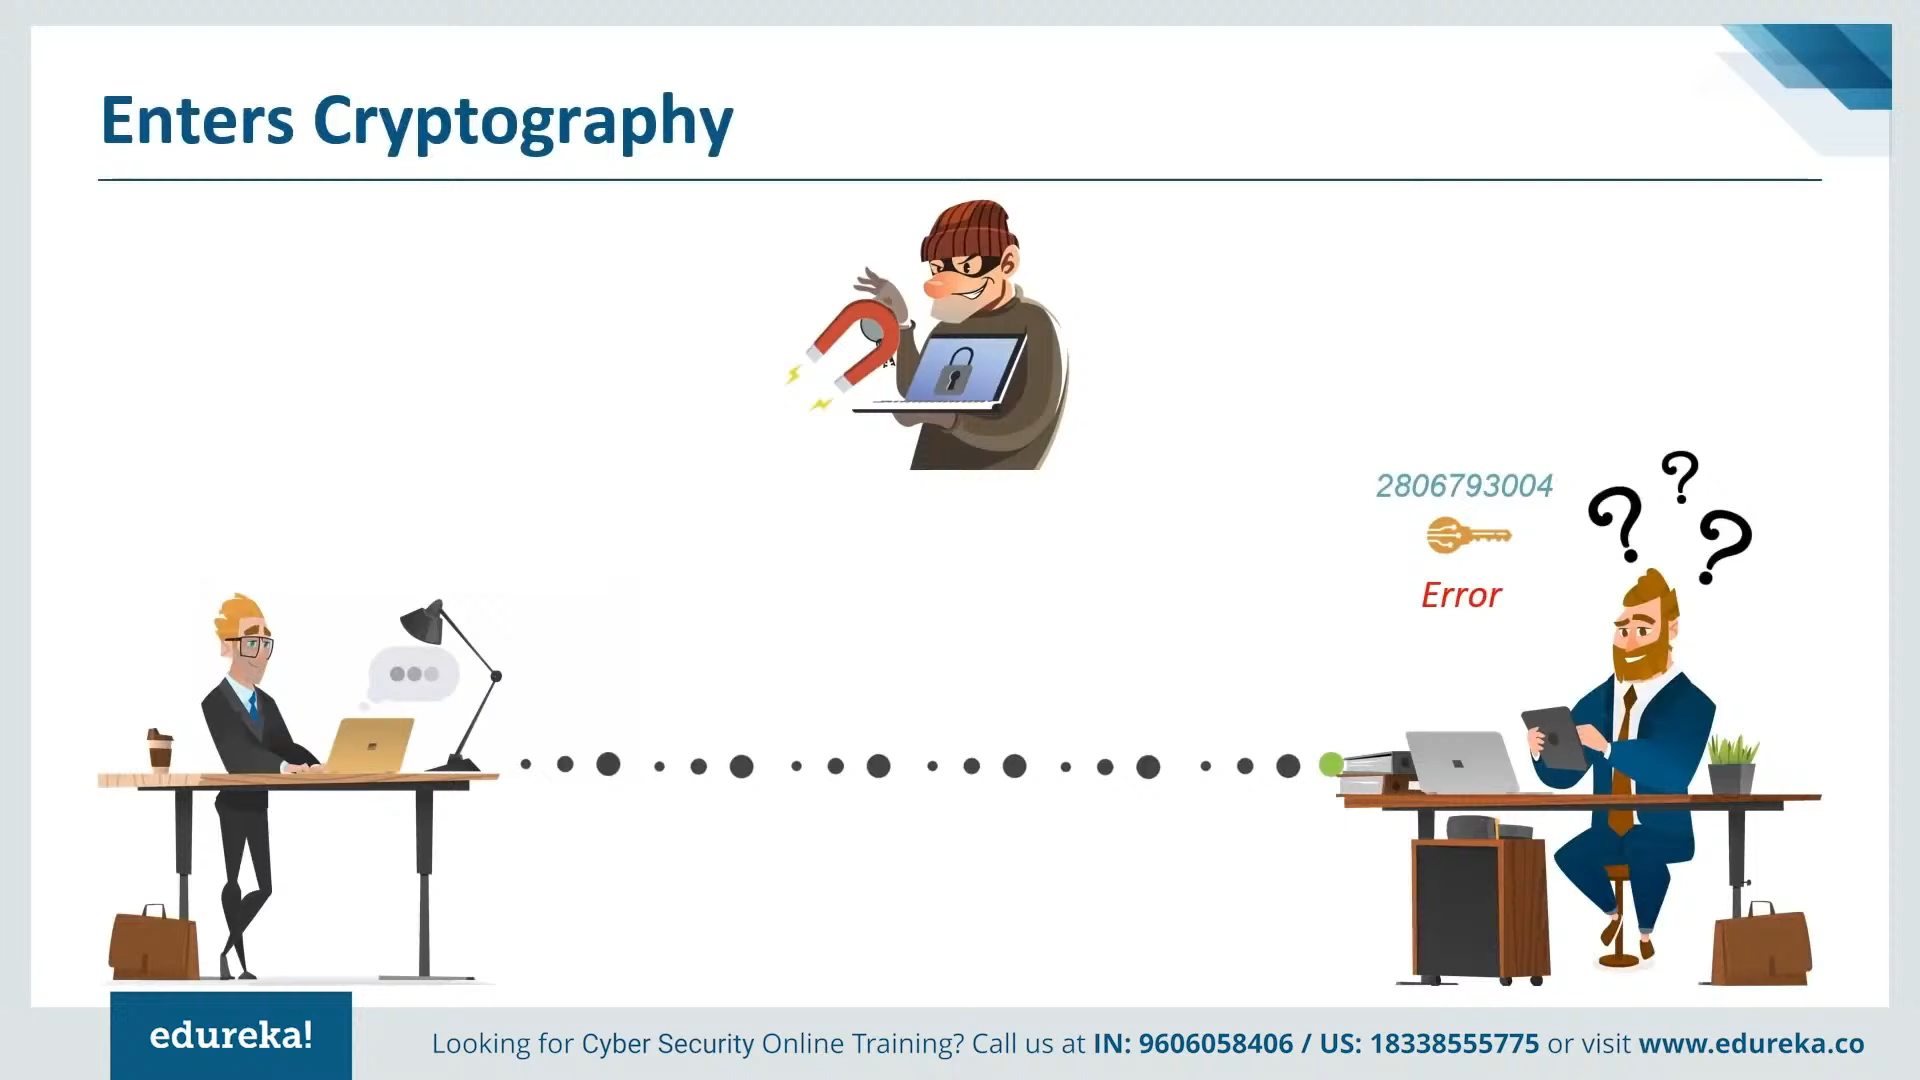 Enters Cryptography
2806793004
Error
? ? ?
edureka!
Looking for Cyber Security Online Training? Call us at IN: 9606058406 / US: 18338555775 or visit www.edureka.co